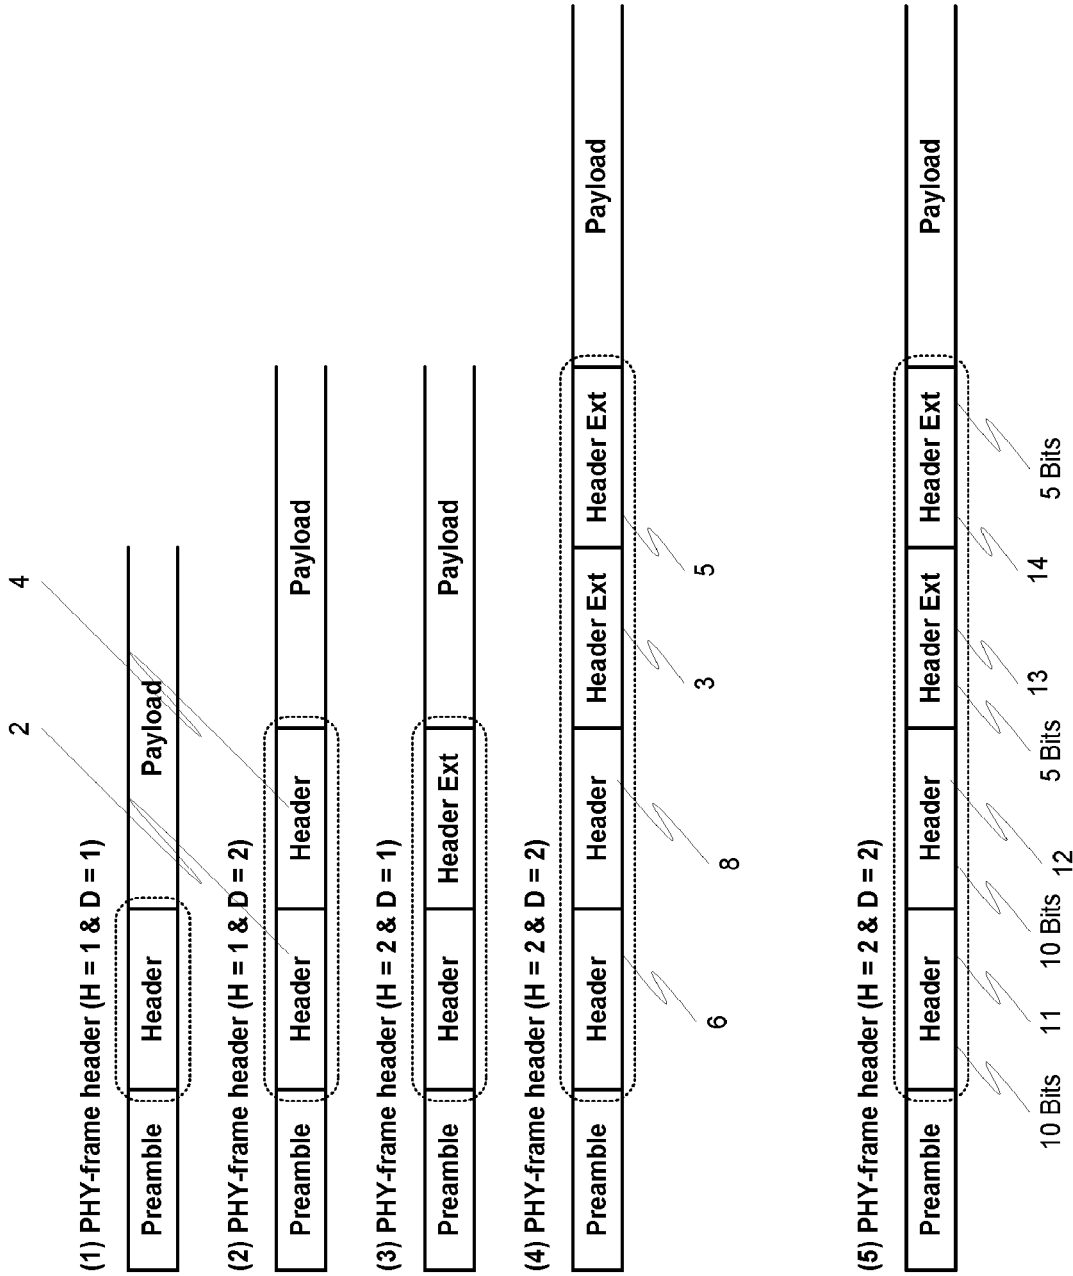 2
4
(1) PHY-frame header (H = 1 & D = 1)
Preamble Header Payload
(2) PHY-frame header (H = 1 & D = 2)
Preamble Header Header Payload
(3) PHY-frame header (H = 2 & D = 1)
Preamble Header Header Ext Payload
(4) PHY-frame header (H = 2 & D = 2)
Preamble Header Header Header Ext Header Ext Payload
6 8 3 5
(5) PHY-frame header (H = 2 & D = 2)
Preamble Header Header Header Ext Header Ext Payload
10 Bits 11 10 Bits 12 5 Bits 13 14 5 Bits